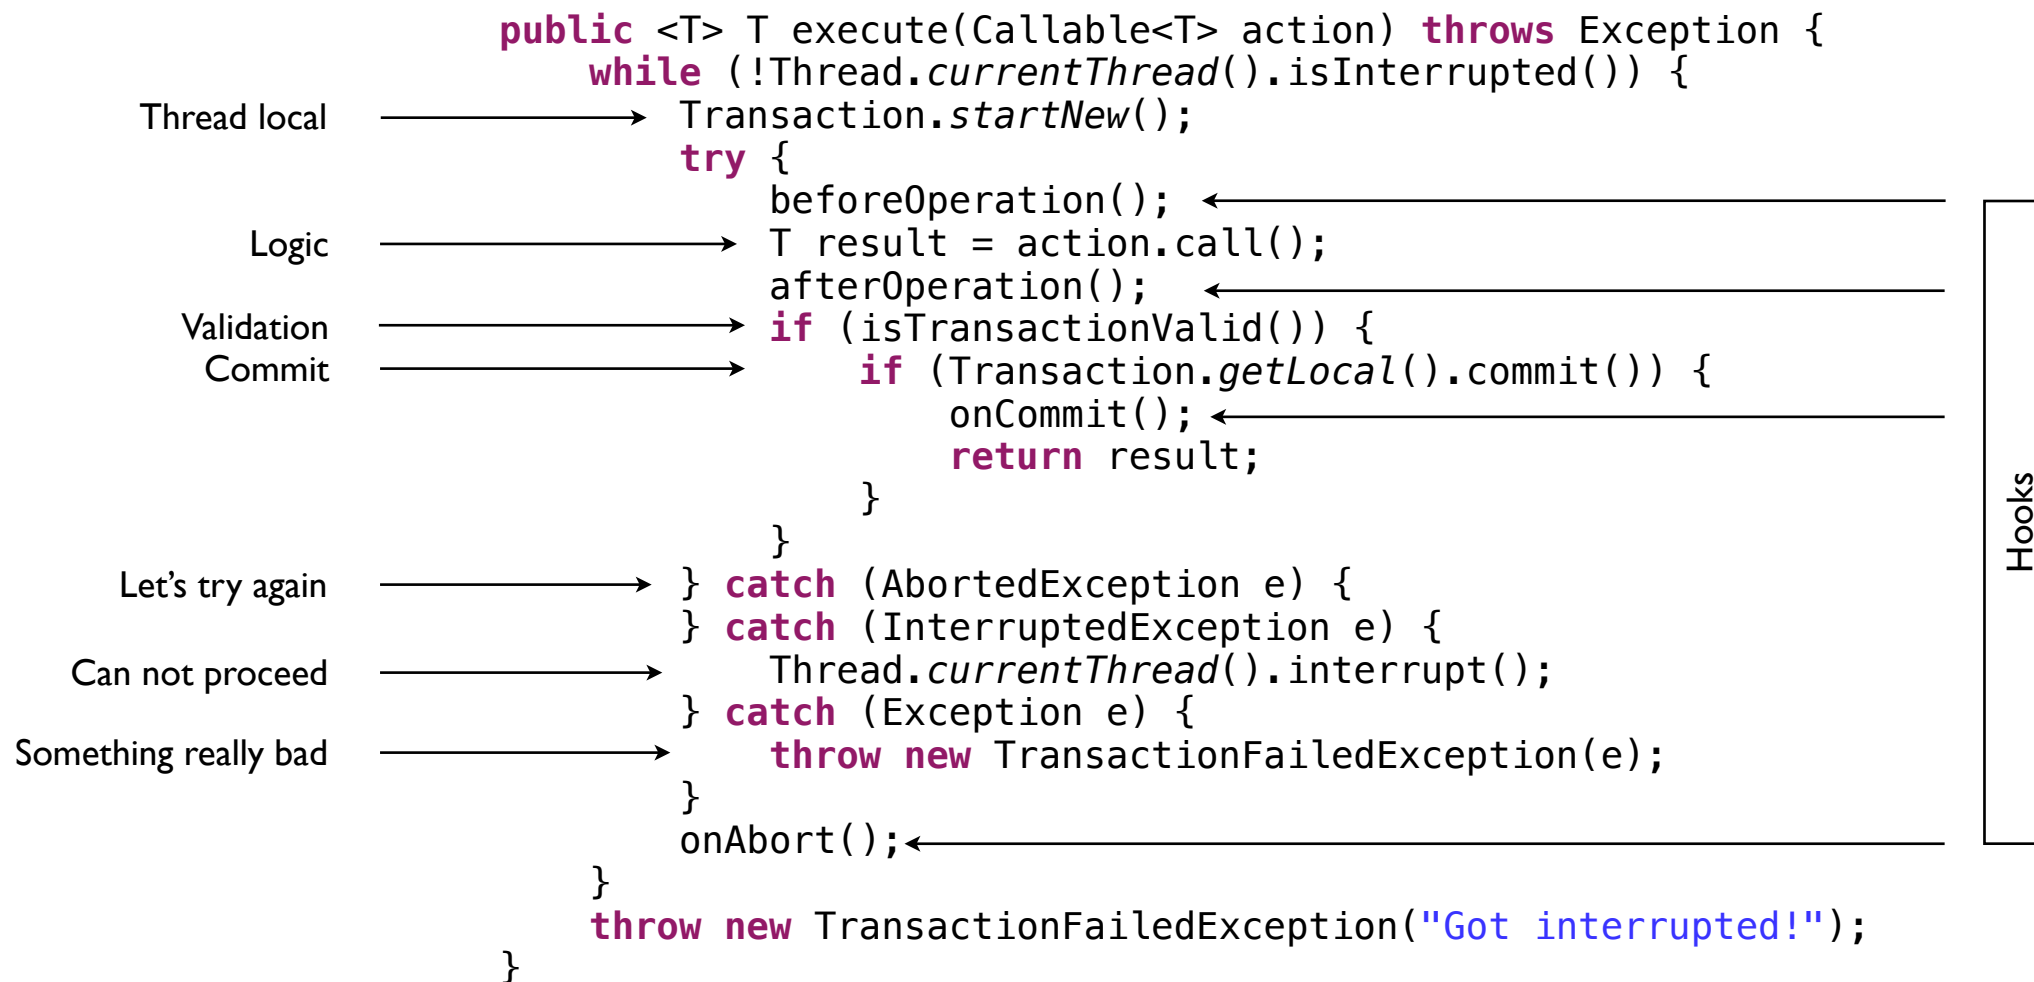 public <T> T execute(Callable<T> action) throws Exception {
while (!Thread.currentThread().isInterrupted()) {
Thread local Transaction.startNew();
try {
beforeOperation();
Logic T result = action.call();
afterOperation();
Validation if (isTransactionValid()) {
Commit if (Transaction.getLocal().commit()) {
onCommit();
return result;
}
}
Let's try again } catch (AbortedException e) {
} catch (InterruptedException e) {
Can not proceed Thread.currentThread().interrupt();
} catch (Exception e) {
Something really bad throw new TransactionFailedException(e);
}
onAbort();
}
throw new TransactionFailedException("Got interrupted!");
}
Hooks